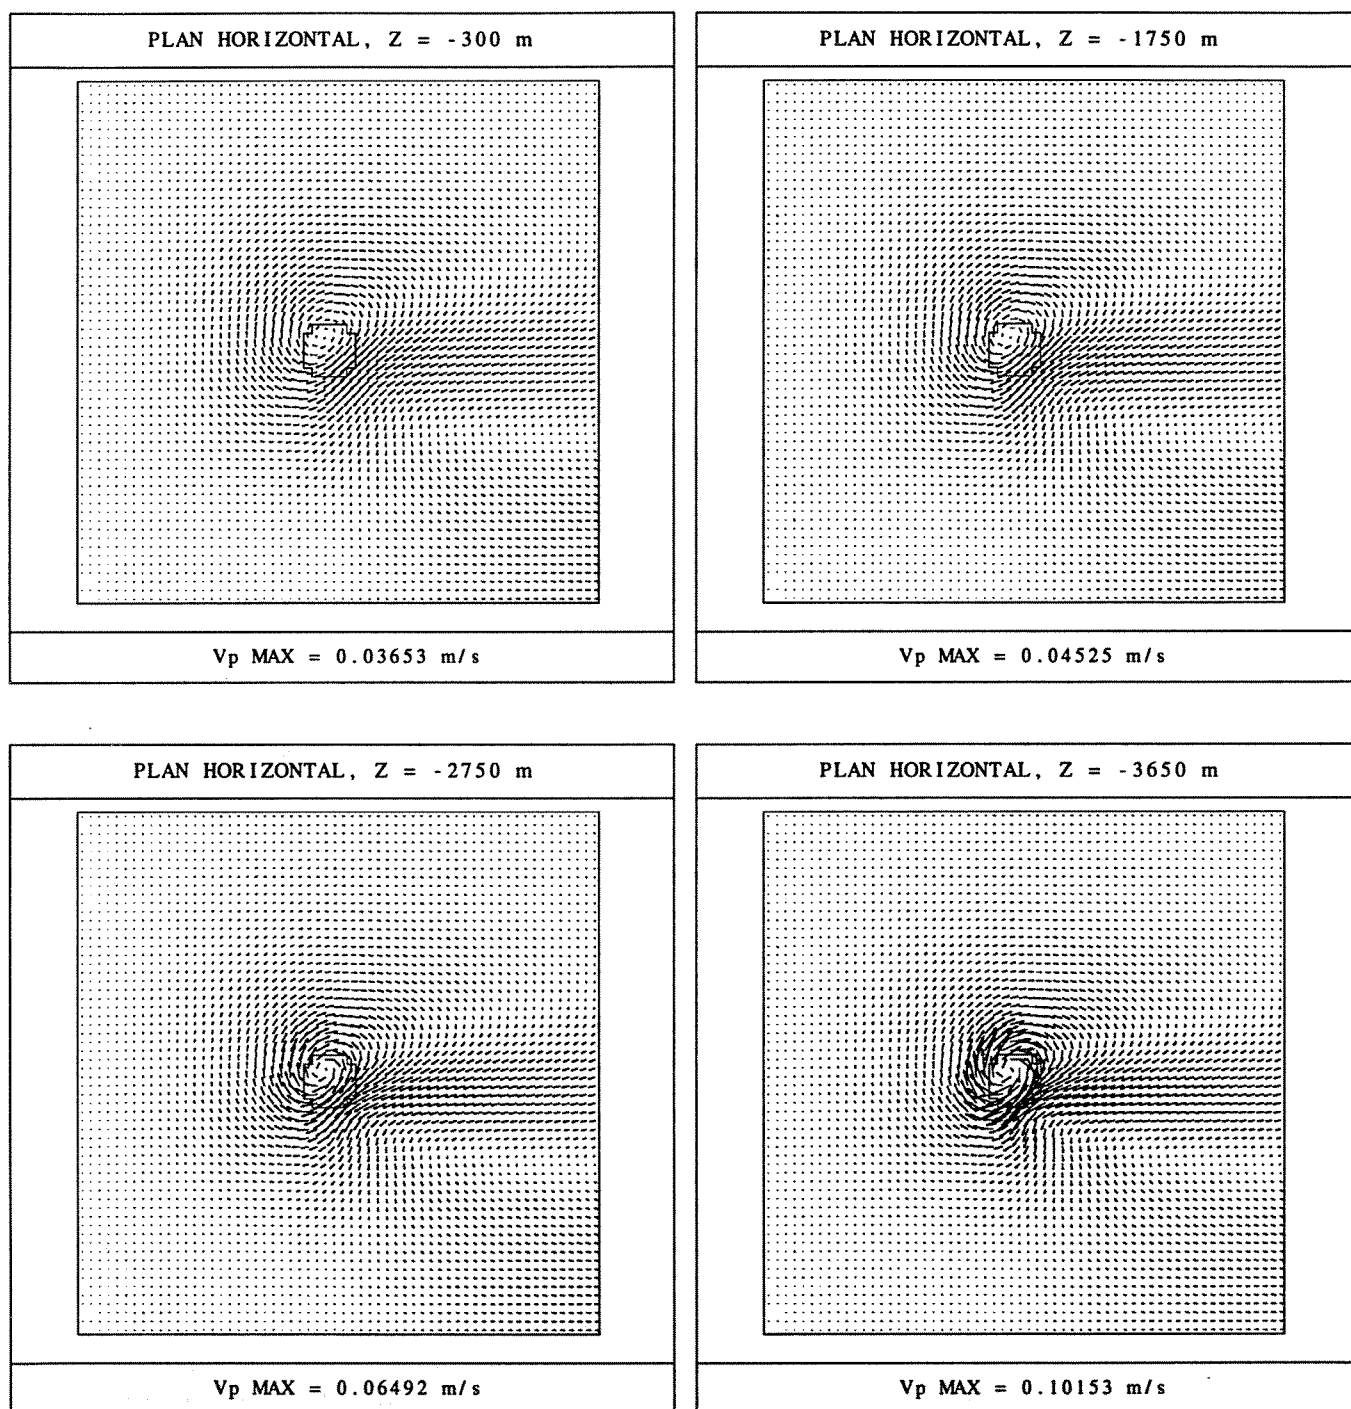 PLAN HORIZONTAL, Z = -300 m
PLAN HORIZONTAL, Z = -1750 m
Vp MAX = 0.03653 m/s
Vp MAX = 0.04525 m/s
PLAN HORIZONTAL, Z = -2750 m
PLAN HORIZONTAL, Z = -3650 m
Vp MAX = 0.06492 m/s
Vp MAX = 0.10153 m/s